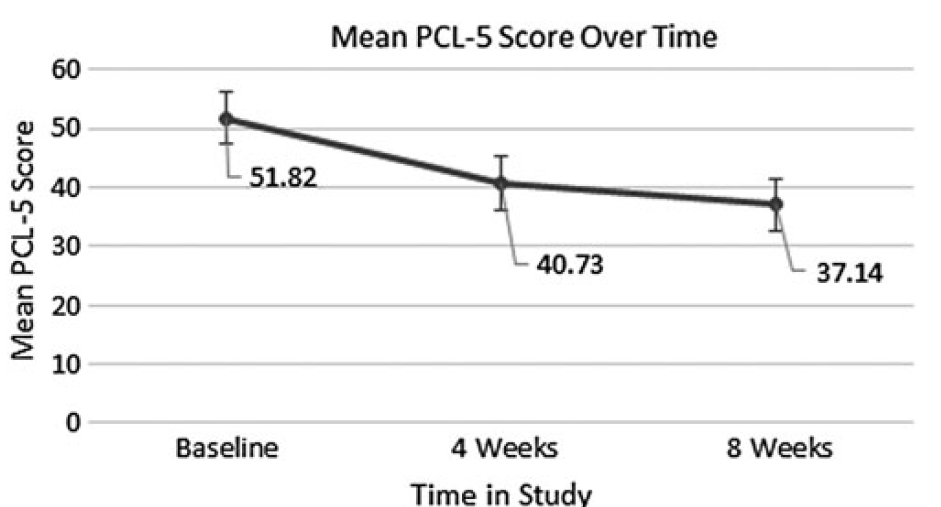 Mean PCL-5 Score Over Time
Mean PCL-5 Score
60
50
40
30
20
10
0
51.82
40.73
37.14
Baseline 4 Weeks 8 Weeks
Time in Study